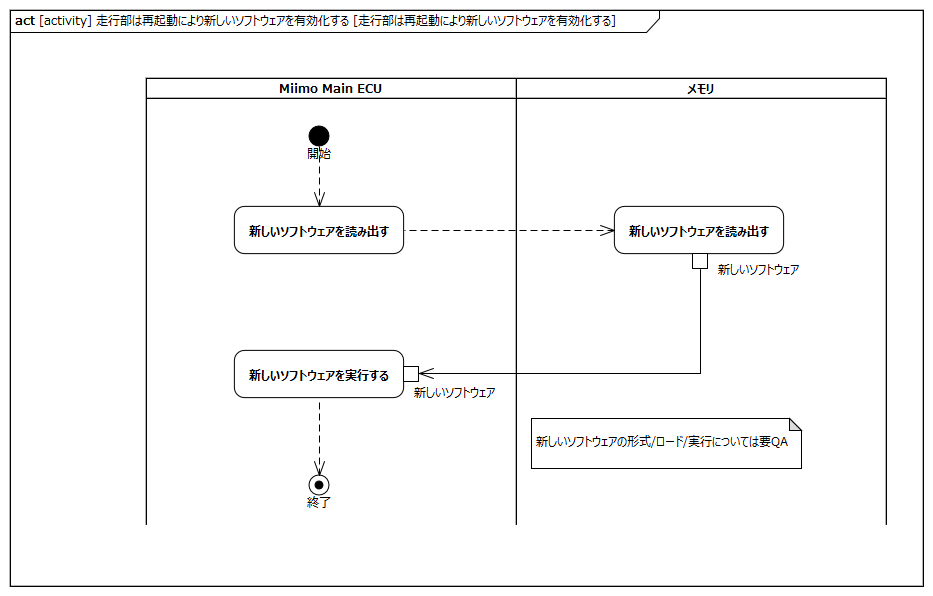 act [activity] 走行部は再起動により新しいソフトウェアを有効化する [走行部は再起動により新しいソフトウェアを有効化する]
Miimo Main ECU
メモリ
開始
新しいソフトウェアを読み出す
新しいソフトウェアを読み出す
新しいソフトウェア
新しいソフトウェアを実行する
新しいソフトウェア
新しいソフトウェアの形式/ロード/実行については要QA
終了